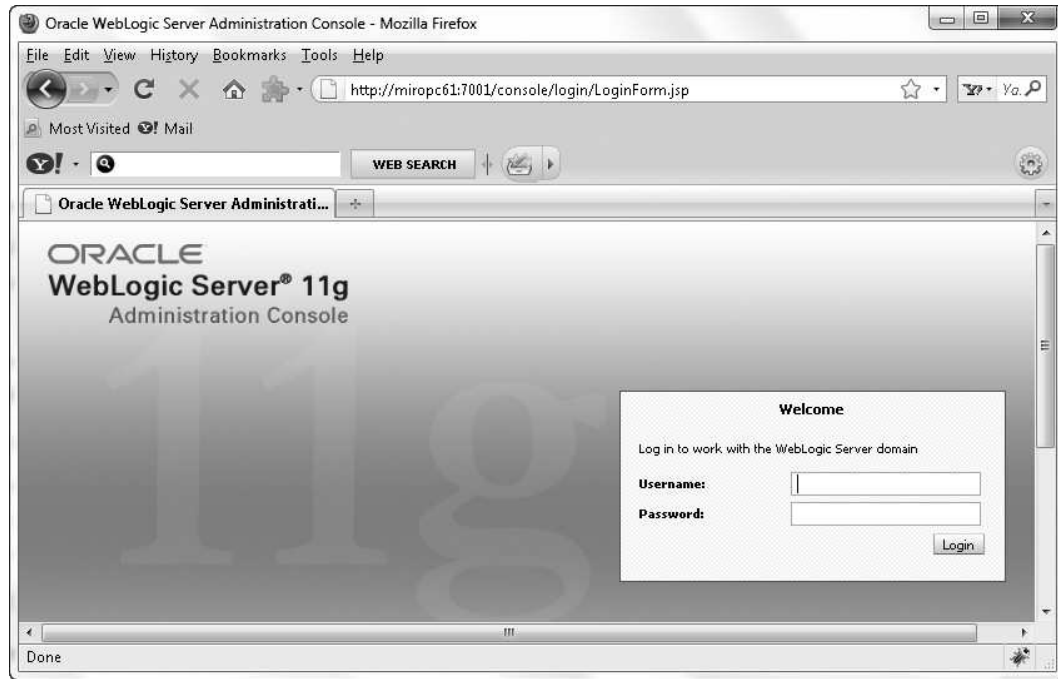 Oracle WebLogic Server Administration Console - Mozilla Firefox
File Edit View History Bookmarks Tools Help
http://miropc61:7001/console/login/LoginForm.jsp
Ya.
Most Visited Y! Mail
Y! WEB SEARCH
Oracle WebLogic Server Administrati...
ORACLE
WebLogic Server® 11g
Administration Console
11g
Welcome
Log in to work with the WebLogic Server domain
Username:
Password:
Login
Done